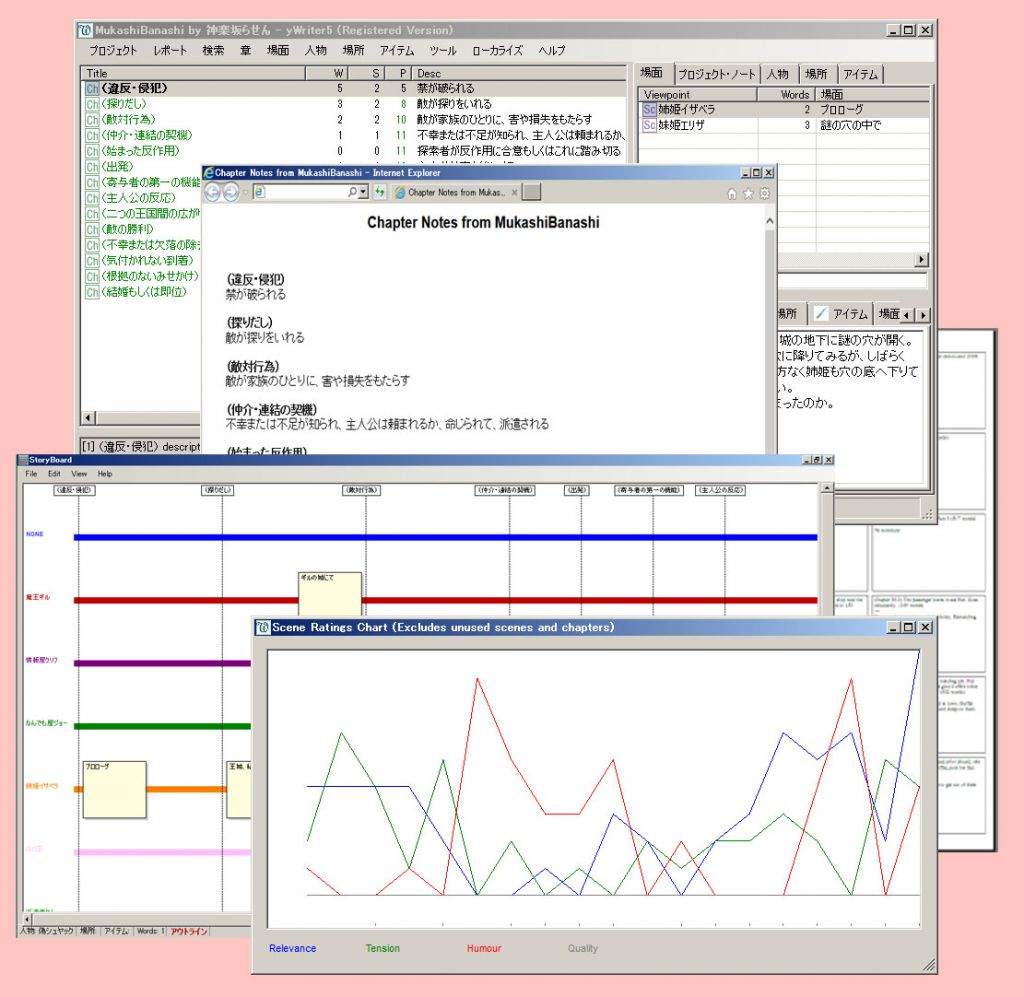 MukashiBanashi by 神楽坂らせん - yWriter5 (Registered Version)
プロジェクト レポート 検索 章 場面 人物 場所 アイテム ツール ローカライズ ヘルプ
Title W S P Desc
Ch (違反・侵犯) 5 2 5 禁が破られる
Ch (探りだし) 3 2 8 敵が探りをいれる
Ch (敵対行為) 2 2 10 敵が家族のひとりに、害や損失をもたらす
Ch (仲介・連結の契機) 1 1 11 不幸または不足が知られ、主人公は頼まれるか、
Ch (始まった反作用) 0 0 11 探索者が反作用に合意もしくはこれに踏み切る
Ch (出発)
Ch (寄与者の第一の機能
Ch (主人公の反応)
Ch (二つの王国間の広が
Ch (敵の勝利)
Ch (不幸または欠落の除
Ch (気付かれない到着)
Ch (根拠のないみせかけ)
Ch (結婚もしくは即位)
[1] (違反・侵犯) descript
場面 プロジェクト・ノート 人物 場所 アイテム
Viewpoint Words 場面
Sc 姉姫イザベラ 2 プローグ
Sc 妹姫エリザ 3 謎の穴の中で
場所 アイテム 場面
城の地下に謎の穴が開く。
に降りてみるが、しばらく
方なく姉姫も穴の底へ下りて
い。
まったのか。
Chapter Notes from MukashiBanashi - Internet Explorer
Chapter Notes from Mukas...
Chapter Notes from MukashiBanashi
(違反・侵犯)
禁が破られる
(探りだし)
敵が探りをいれる
(敵対行為)
敵が家族のひとりに、害や損失をもたらす
(仲介・連結の契機)
不幸または不足が知られ、主人公は頼まれるか、命じられて、派遣される
(始まった反作用)
StoryBoard
File Edit View Help
(違反・侵犯) (探りだし) (敵対行為) (仲介・連結の契機) (出発) (寄与者の第一の機能) (主人公の反応)
NONE
ギルの城にて
魔王ギル
情報屋クリフ
なんでも屋ジョー
プローグ
王城、
姉姫イザベラ
人物: 偽シュヤック 場所: アイテム: Words: 1 アウトライン
Scene Ratings Chart (Excludes unused scenes and chapters)
Relevance Tension Humour Quality